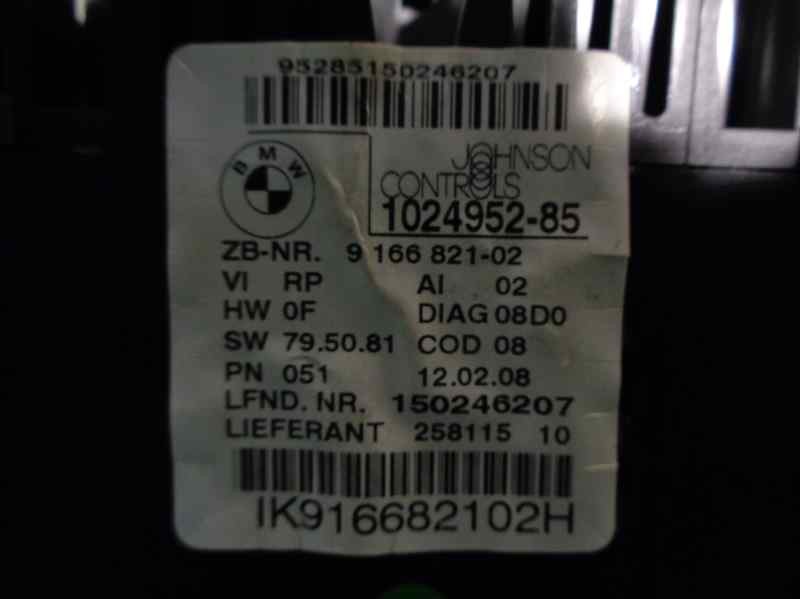 95285150246207
BMW
JOHNSON
CONTROLS
1024952-85
ZB-NR. 9 166 821-02
VI RP AI 02
HW 0F DIAG 08D0
SW 79.50.81 COD 08
PN 051 12.02.08
LFND. NR. 150246207
LIEFERANT 258115 10
IK916682102H